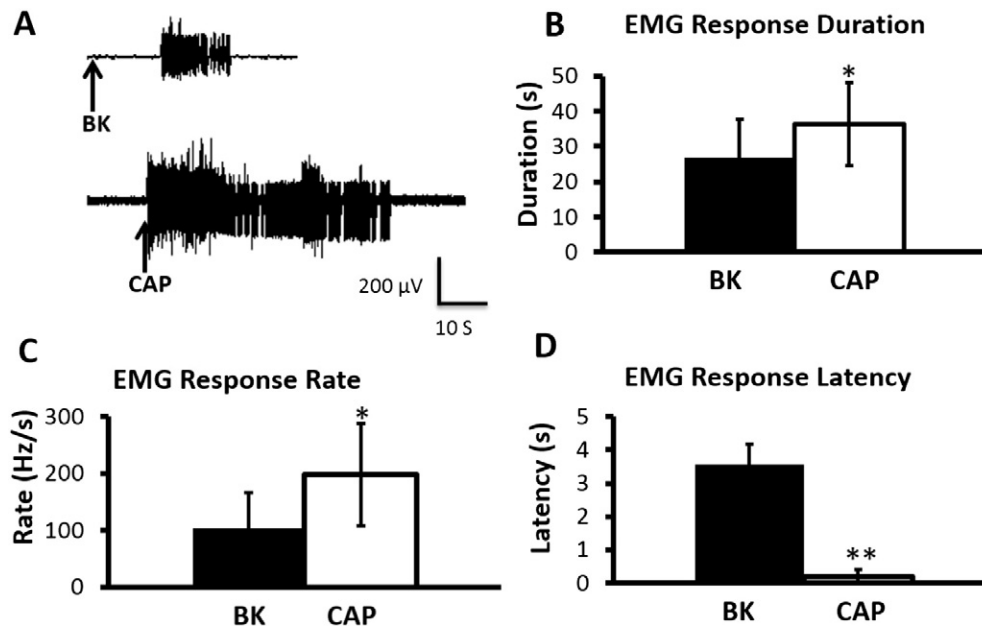 A
BK
CAP
200 µV
10 S
B
EMG Response Duration
Duration (s)
50
40
30
20
10
0
*
BK
CAP
C
EMG Response Rate
Rate (Hz/s)
300
200
100
0
*
BK
CAP
D
EMG Response Latency
Latency (s)
5
4
3
2
1
0
**
BK
CAP